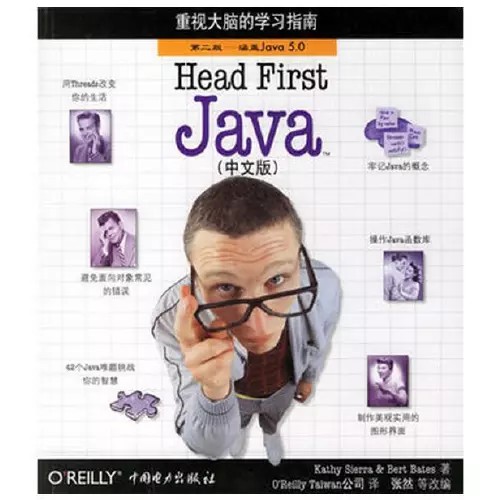 重视大脑的学习指南
第二版──涵盖Java 5.0
Head First
Java™
(中文版)
用Threads改变
你的生活
牢记Java的概念
避免面向对象常见
的错误
操作Java函数库
42个Java难题挑战
你的智慧
制作美观实用的
图形界面
Kathy Sierra & Bert Bates 著
O'REILLY® 中国电力出版社
O'Reilly Taiwan公司 译 张然 等改编